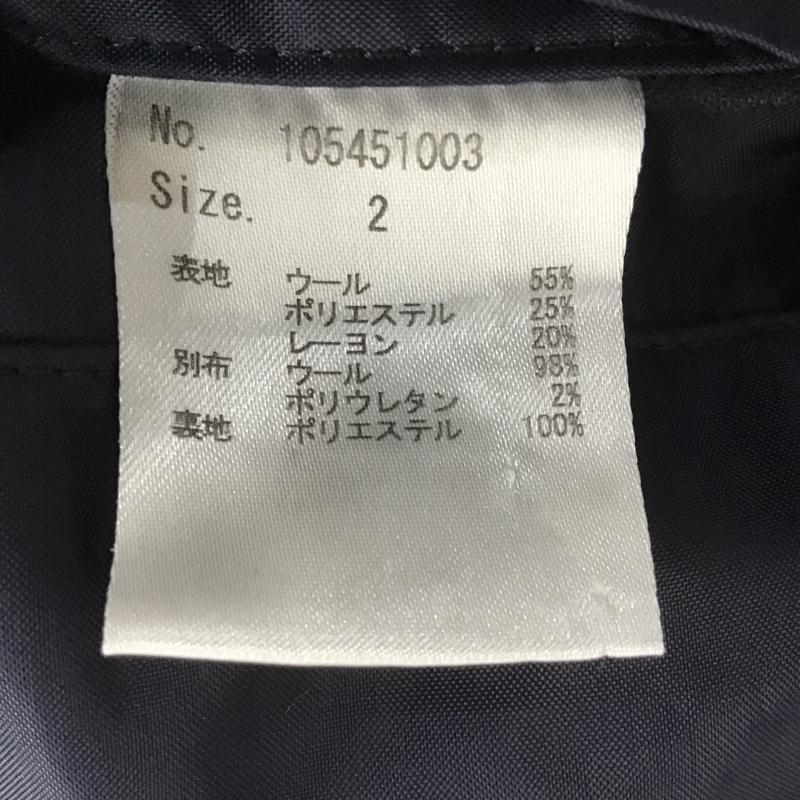 No. 105451003
Size. 2
表地 ウール 55%
ポリエステル 25%
レーヨン 20%
別布 ウール 98%
ポリウレタン 2%
裏地 ポリエステル 100%